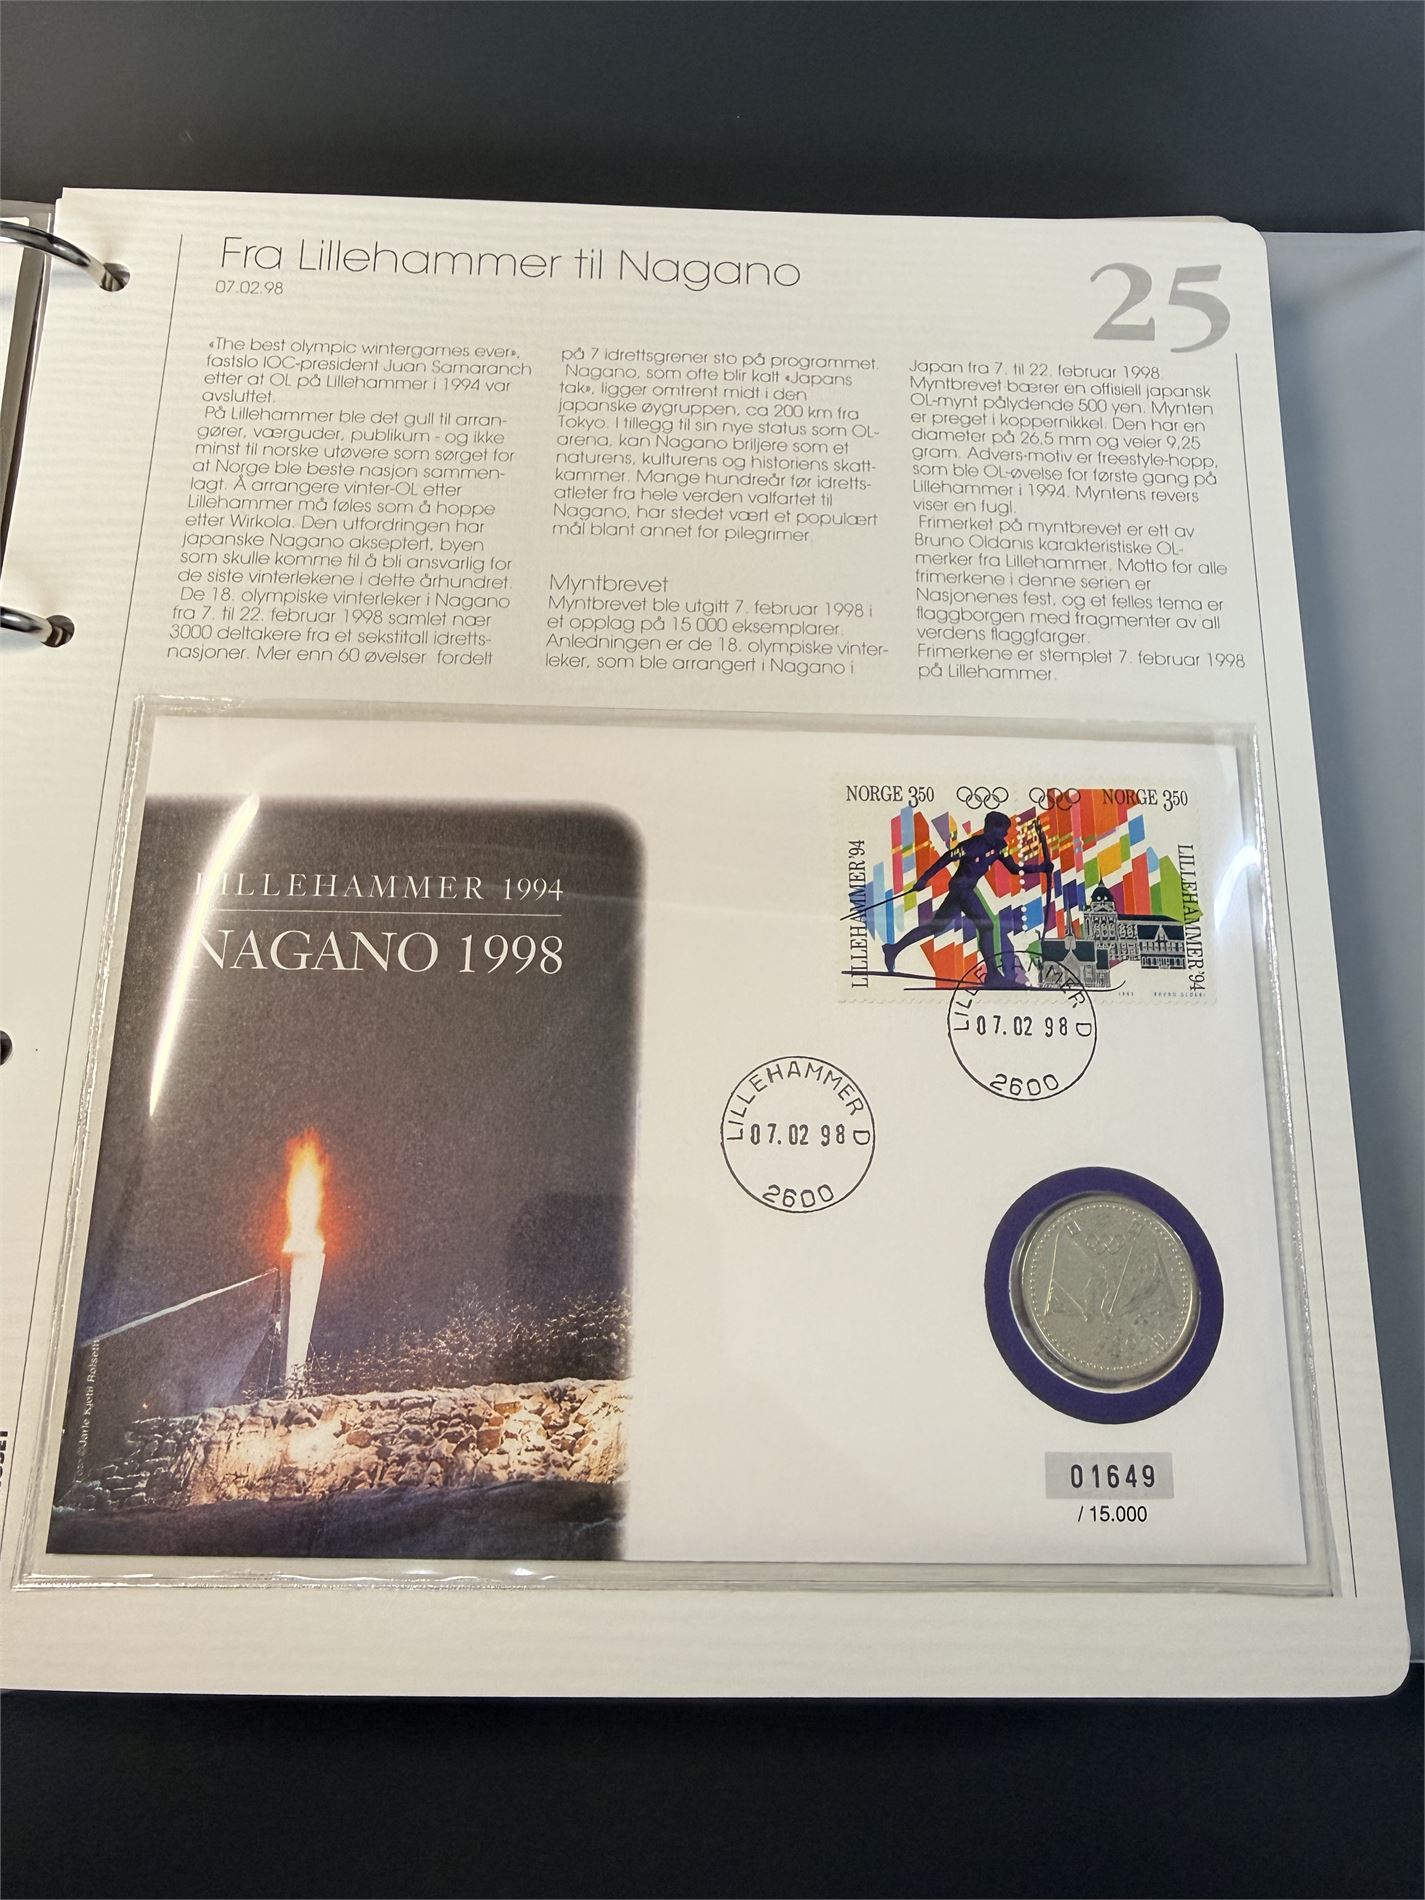 Fra Lillehammer til Nagano
07.02.98
25
«The best olympic wintergames ever»,
fastslo IOC-president Juan Samaranch
etter at OL på Lillehammer i 1994 var
avsluttet.
På Lillehammer ble det gull til arran-
gører, værguder, publikum - og ikke
minst til norske utøvere som sørget for
at Norge ble beste nasjon sammen-
lagt. Å arrangere vinter-OL etter
Lillehammer må føles som å hoppe
etter Wirkola. Den utfordringen har
japanske Nagano akseptert, byen
som skulle komme til å bli ansvarlig for
de siste vinterlekene i dette århundret.
De 18. olympiske vinterleker i Nagano
fra 7. til 22. februar 1998 samlet nær
3000 deltakere fra et sekstitall idretts-
nasjoner. Mer enn 60 øvelser fordelt
på 7 idrettsgrener sto på programmet.
Nagano, som ofte blir kalt «Japans
tak», ligger omtrent midt i den
japanske øygruppen, ca 200 km fra
Tokyo. I tillegg til sin nye status som OL-
arena, kan Nagano briljere som et
naturens, kulturens og historiens skatt-
kammer. Mange hundreår før idretts-
atleter fra hele verden valfartet til
Nagano, har stedet vært et populært
mål blant annet for pilegrimer.
Myntbrevet
Myntbrevet ble utgitt 7. februar 1998 i
et opplag på 15 000 eksemplarer.
Anledningen er de 18. olympiske vinter-
leker, som ble arrangert i Nagano i
Japan fra 7. til 22. februar 1998.
Myntbrevet bærer en offisiell japansk
OL-mynt pålydende 500 yen. Mynten
er preget i koppernikkel. Den har en
diameter på 26,5 mm og veier 9,25
gram. Advers-motiv er freestyle-hopp,
som ble OL-øvelse for første gang på
Lillehammer i 1994. Myntens revers
viser en fugl.
Frimerket på myntbrevet er ett av
Bruno Oldanis karakteristiske OL-
merker fra Lillehammer. Motto for alle
frimerkene i denne serien er
Nasjonenes fest, og et felles tema er
flaggborgen med fragmenter av all
verdens flaggfarger.
Frimerkene er stemplet 7. februar 1998
på Lillehammer.
LILLEHAMMER 1994
NAGANO 1998
NORGE 350
NORGE 350
LILLEHAMMER'94
LILLEHAMMER'94
LILLEHAMMER D
07.02 98
2600
LILLEHAMMER D
07.02 98
2600
01649
/ 15.000